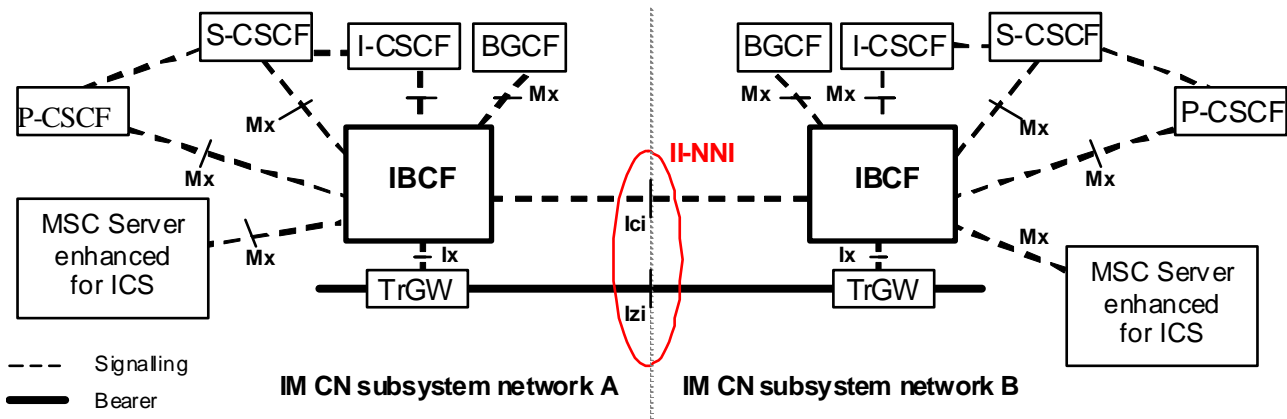 S-CSCF
I-CSCF
BGCF
BGCF
I-CSCF
S-CSCF
P-CSCF
Mx
Mx
Mx
Mx
Mx
P-CSCF
Mx
IBCF
II-NNI
IBCF
Mx
MSC Server
enhanced
for ICS
Mx
Ici
Mx
Ix
Ix
TrGW
TrGW
MSC Server
enhanced
for ICS
Izi
Signalling
Bearer
IM CN subsystem network A
IM CN subsystem network B